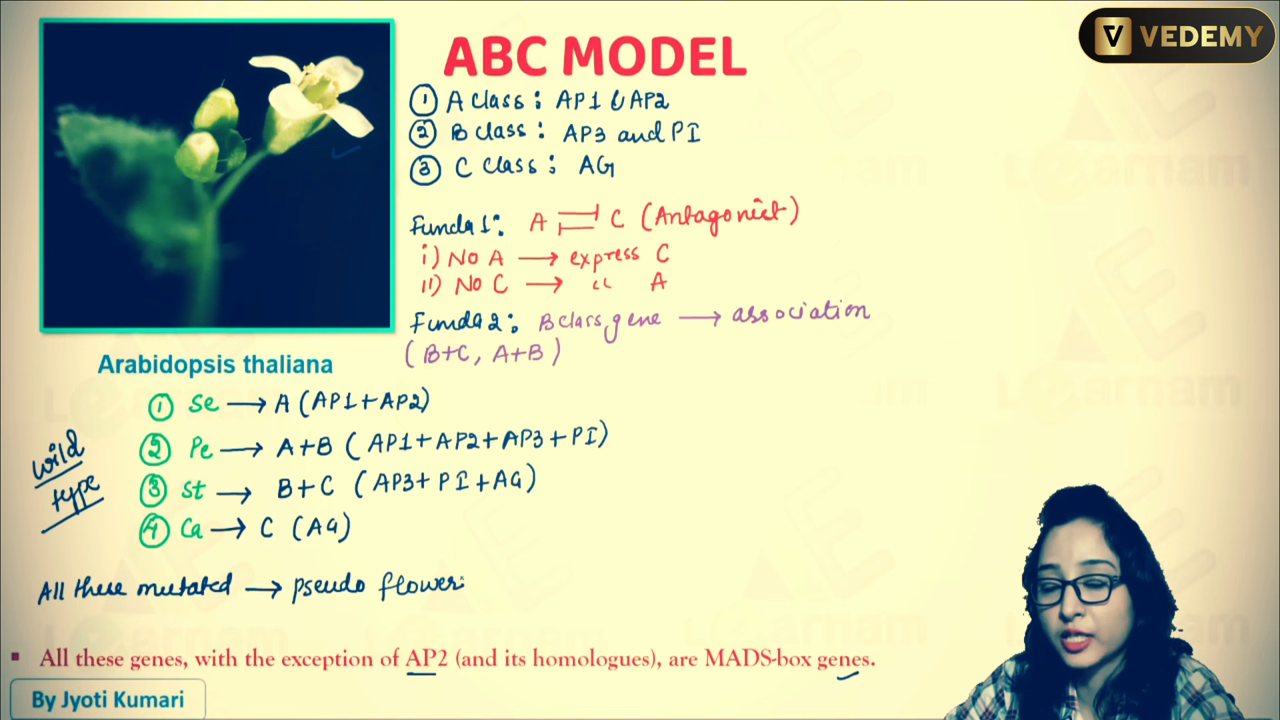 VEDEMY
ABC MODEL
① A class : AP1 & AP2
② B class : AP3 and PI
③ C class : AG
Funda 1: A C (Antagonist)
i) No A → express C
ii) No C → " A
Funda 2: B class gene → association
(B+C, A+B)
Arabidopsis thaliana
wild type
① Se → A (AP1+AP2)
② Pe → A+B (AP1+AP2+AP3+PI)
③ St → B+C (AP3+PI+AG)
④ Ca → C (AG)
All these mutated → pseudo flower
▪ All these genes, with the exception of AP2 (and its homologues), are MADS-box genes.
By Jyoti Kumari